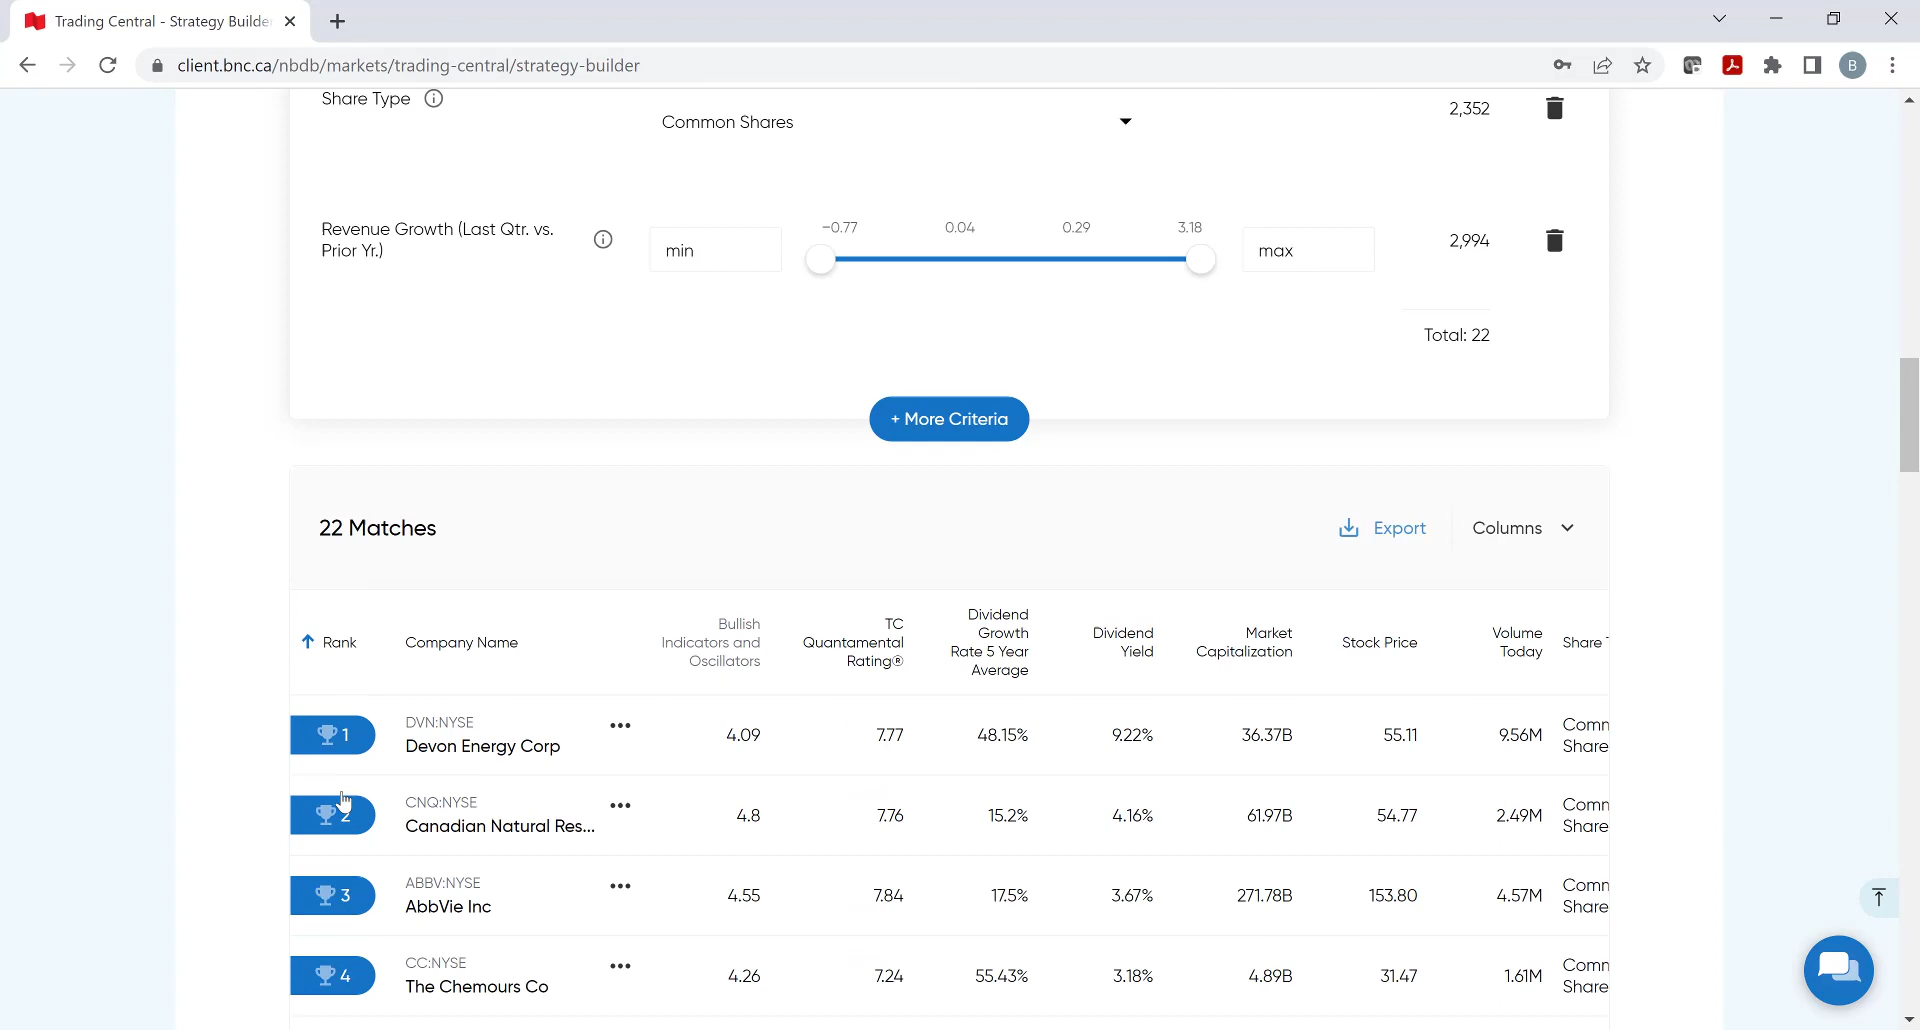 Trading Central - Strategy Builder
client.bnc.ca/nbdb/markets/trading-central/strategy-builder
B
Share Type
Common Shares
2,352
Revenue Growth (Last Qtr. vs.
Prior Yr.)
min
−0.77 0.04 0.29 3.18
max
2,994
Total: 22
+ More Criteria
22 Matches
Export
Columns
Rank
Company Name
Bullish
Indicators and
Oscillators
TC
Quantamental
Rating®
Dividend
Growth
Rate 5 Year
Average
Dividend
Yield
Market
Capitalization
Stock Price
Volume
Today
Share
1
DVN:NYSE
Devon Energy Corp
4.09 7.77 48.15% 9.22% 36.37B 55.11 9.56M
Comm
Share
2
CNQ:NYSE
Canadian Natural Res...
4.8 7.76 15.2% 4.16% 61.97B 54.77 2.49M
Comm
Share
3
ABBV:NYSE
AbbVie Inc
4.55 7.84 17.5% 3.67% 271.78B 153.80 4.57M
Comm
Share
4
CC:NYSE
The Chemours Co
4.26 7.24 55.43% 3.18% 4.89B 31.47 1.61M
Comm
Share